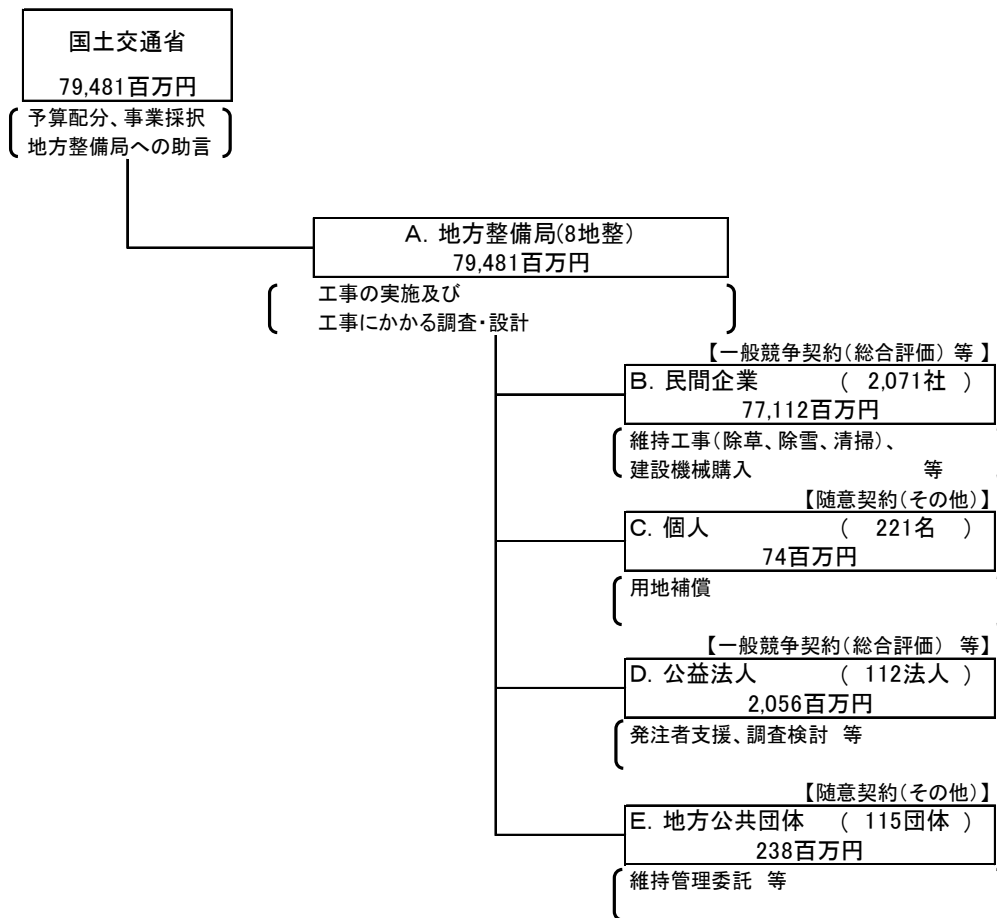 国土交通省
79,481百万円
予算配分、事業採択
地方整備局への助言
A. 地方整備局(8地整)
79,481百万円
工事の実施及び
工事にかかる調査・設計
【一般競争契約(総合評価) 等 】
B. 民間企業 ( 2,071社 )
77,112百万円
維持工事(除草、除雪、清掃)、
建設機械購入 等
【随意契約(その他)】
C. 個人 ( 221名 )
74百万円
用地補償
【一般競争契約(総合評価) 等】
D. 公益法人 ( 112法人 )
2,056百万円
発注者支援、調査検討 等
【随意契約(その他)】
E. 地方公共団体 ( 115団体 )
238百万円
維持管理委託 等